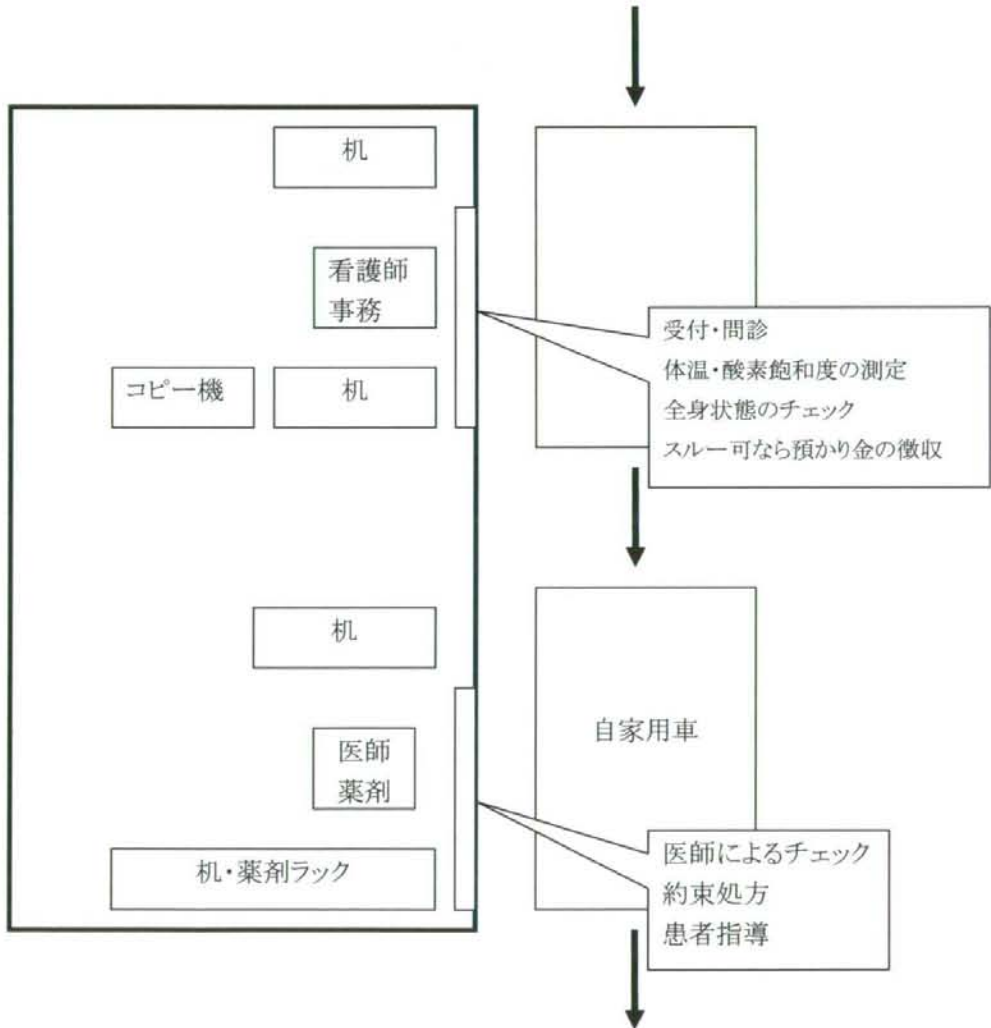 机
看護師
事務
コピー機
机
受付・問診
体温・酸素飽和度の測定
全身状態のチェック
スルー可なら預かり金の徴収
机
医師
薬剤
机・薬剤ラック
自家用車
医師によるチェック
約束処方
患者指導